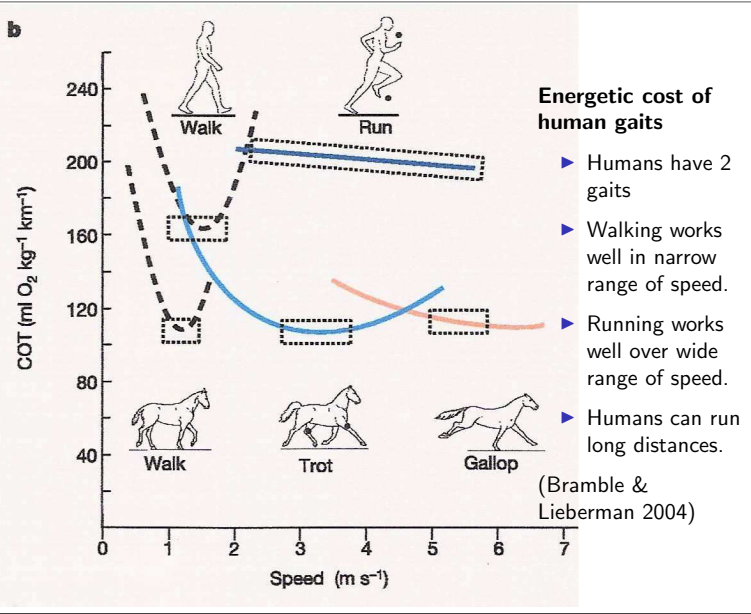 b
Walk
Run
240
200
160
120
80
40
COT (ml O₂ kg⁻¹ km⁻¹)
Walk
Trot
Gallop
0
1
2
3
4
5
6
7
Speed (m s⁻¹)
Energetic cost of
human gaits
▶ Humans have 2
gaits
▶ Walking works
well in narrow
range of speed.
▶ Running works
well over wide
range of speed.
▶ Humans can run
long distances.
(Bramble &
Lieberman 2004)